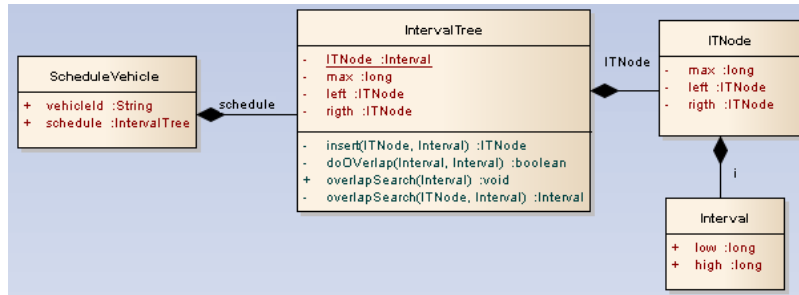 IntervalTree
- ITNode :Interval
- max :long
- left :ITNode
- rigth :ITNode
- insert(ITNode, Interval) :ITNode
- doOVerlap(Interval, Interval) :boolean
+ overlapSearch(Interval) :void
- overlapSearch(ITNode, Interval) :Interval
ScheduleVehicle
+ vehicleId :String
+ schedule :IntervalTree
schedule
ITNode
ITNode
- max :long
- left :ITNode
- rigth :ITNode
i
Interval
+ low :long
+ high :long